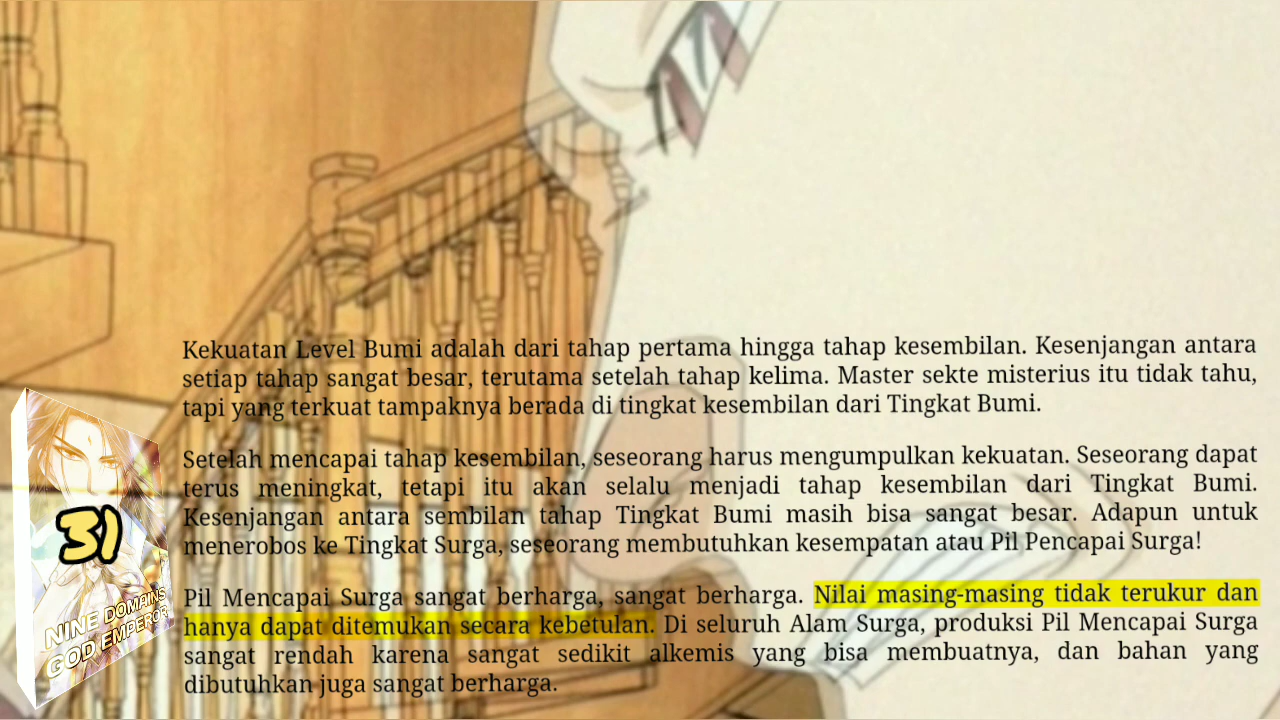 Kekuatan Level Bumi adalah dari tahap pertama hingga tahap kesembilan. Kesenjangan antara
setiap tahap sangat besar, terutama setelah tahap kelima. Master sekte misterius itu tidak tahu,
tapi yang terkuat tampaknya berada di tingkat kesembilan dari Tingkat Bumi.
Setelah mencapai tahap kesembilan, seseorang harus mengumpulkan kekuatan. Seseorang dapat
terus meningkat, tetapi itu akan selalu menjadi tahap kesembilan dari Tingkat Bumi.
Kesenjangan antara sembilan tahap Tingkat Bumi masih bisa sangat besar. Adapun untuk
menerobos ke Tingkat Surga, seseorang membutuhkan kesempatan atau Pil Pencapai Surga!
Pil Mencapai Surga sangat berharga, sangat berharga. Nilai masing-masing tidak terukur dan
hanya dapat ditemukan secara kebetulan. Di seluruh Alam Surga, produksi Pil Mencapai Surga
sangat rendah karena sangat sedikit alkemis yang bisa membuatnya, dan bahan yang
dibutuhkan juga sangat berharga.
31
NINE DOMAINS
GOD EMPEROR